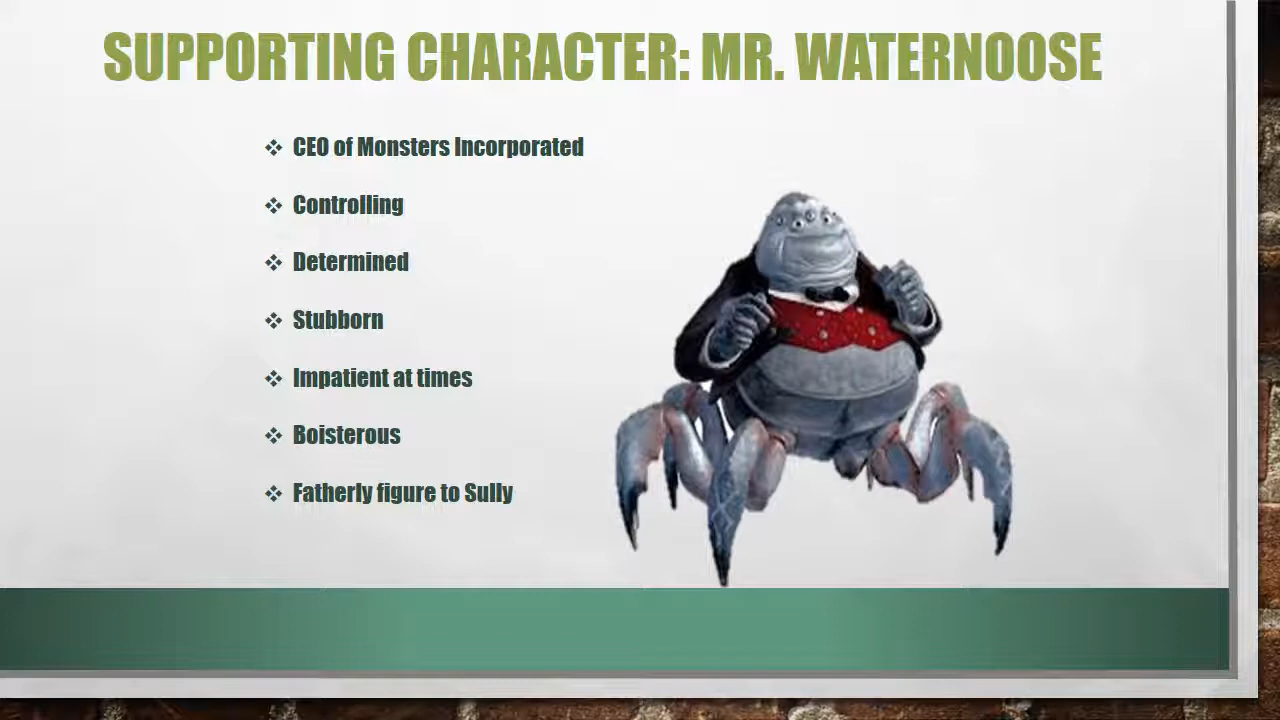 SUPPORTING CHARACTER: MR. WATERNOOSE
CEO of Monsters Incorporated
Controlling
Determined
Stubborn
Impatient at times
Boisterous
Fatherly figure to Sully